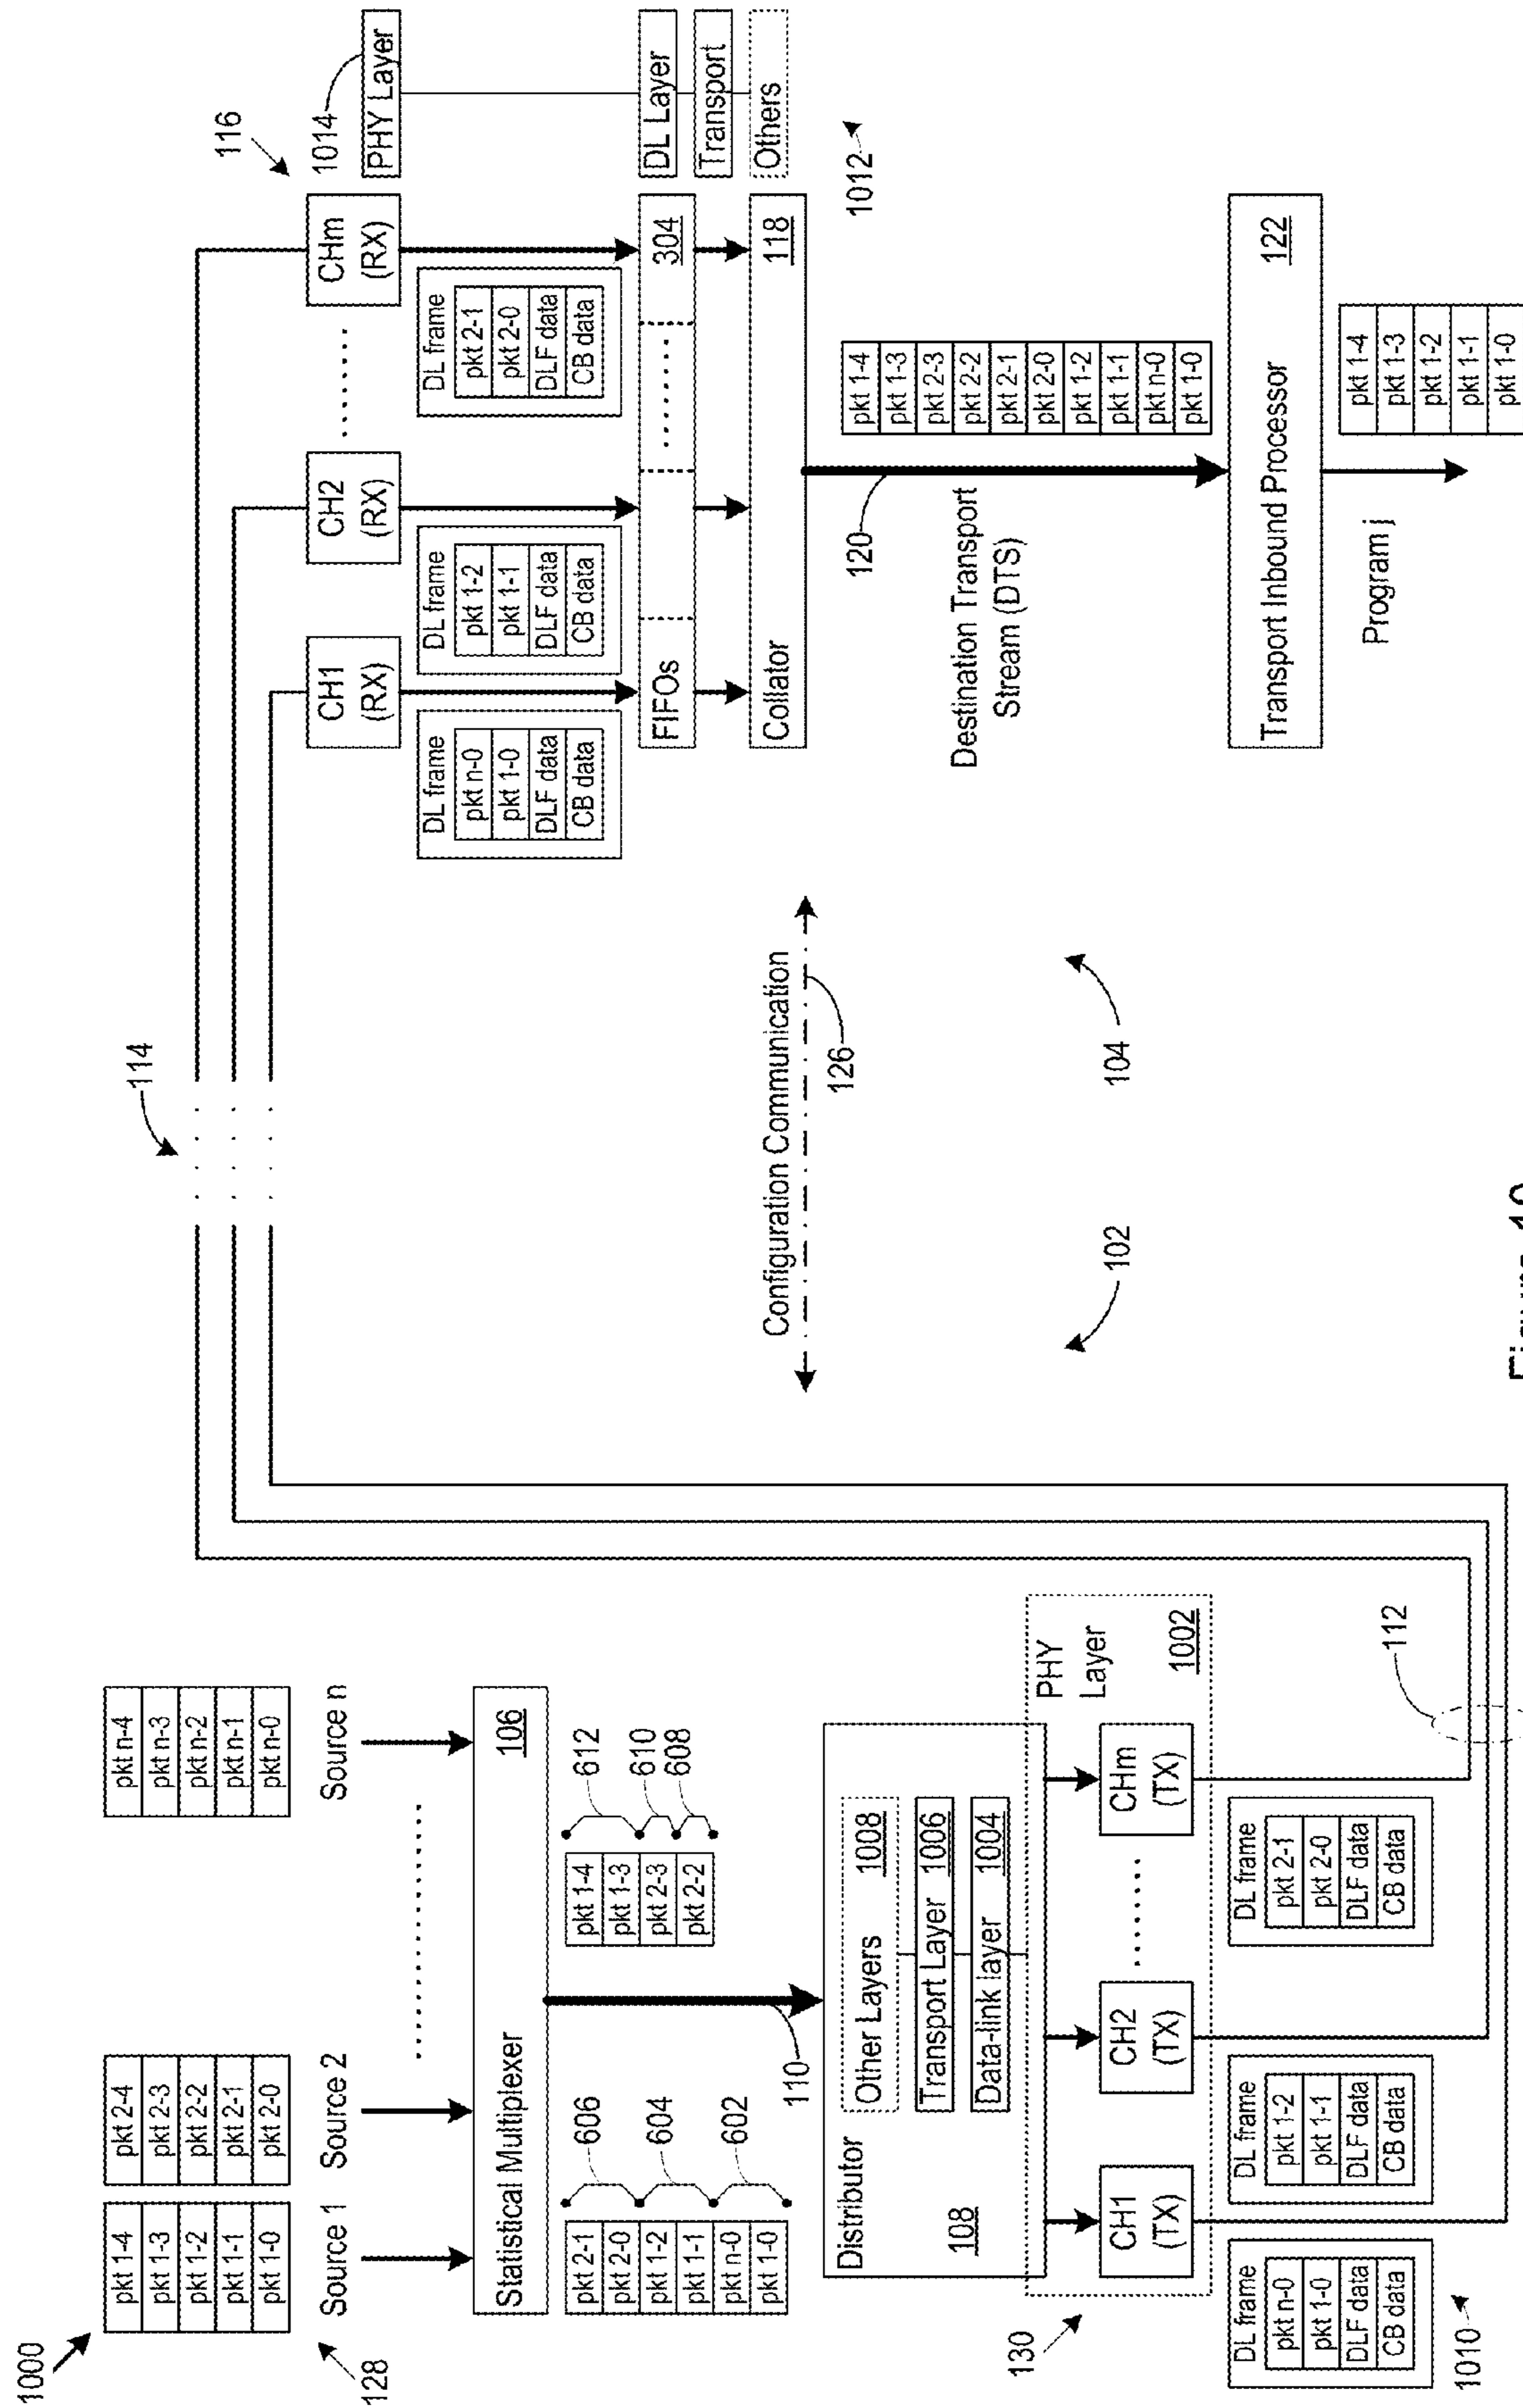 1000
128
pkt 1-4
pkt 1-3
pkt 1-2
pkt 1-1
pkt 1-0
Source 1
pkt 2-4
pkt 2-3
pkt 2-2
pkt 2-1
pkt 2-0
Source 2
pkt n-4
pkt n-3
pkt n-2
pkt n-1
pkt n-0
Source n
Statistical Multiplexer
106
pkt 2-1
pkt 2-0
pkt 1-2
pkt 1-1
pkt n-0
pkt 1-0
606
604
602
110
pkt 1-4
pkt 1-3
pkt 2-3
pkt 2-2
612
610
608
Distributor
108
Other Layers 1008
Transport Layer 1006
Data-link layer 1004
PHY
Layer
1002
130
CH1
(TX)
CH2
(TX)
CHm
(TX)
DL frame
pkt n-0
pkt 1-0
DLF data
CB data
DL frame
pkt 1-2
pkt 1-1
DLF data
CB data
DL frame
pkt 2-1
pkt 2-0
DLF data
CB data
1010
112
114
Configuration Communication
126
102
104
116
CH1
(RX)
CH2
(RX)
CHm
(RX)
1014
PHY Layer
DL frame
pkt n-0
pkt 1-0
DLF data
CB data
DL frame
pkt 1-2
pkt 1-1
DLF data
CB data
DL frame
pkt 2-1
pkt 2-0
DLF data
CB data
FIFOs
304
DL Layer
Transport
Others
Collator
118
1012
120
Destination Transport
Stream (DTS)
pkt 1-4
pkt 1-3
pkt 2-3
pkt 2-2
pkt 2-1
pkt 2-0
pkt 1-2
pkt 1-1
pkt n-0
pkt 1-0
Transport Inbound Processor
122
Program j
pkt 1-4
pkt 1-3
pkt 1-2
pkt 1-1
pkt 1-0